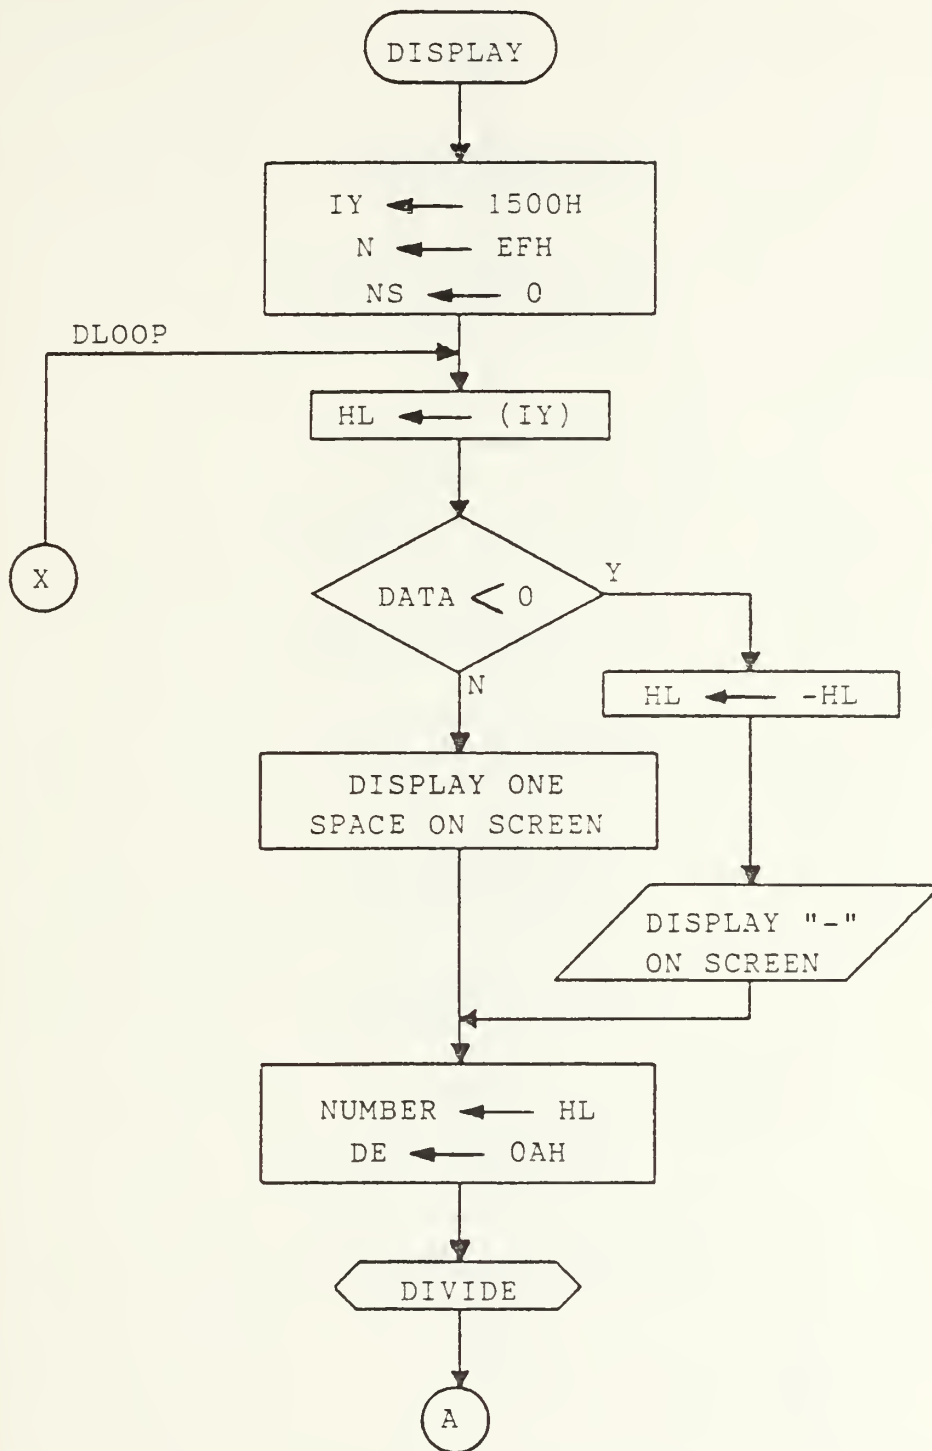 DISPLAY
IY ← 1500H
N ← EFH
NS ← 0
DLOOP
HL ← (IY)
X
DATA < 0
Y
N
HL ← -HL
DISPLAY ONE
SPACE ON SCREEN
DISPLAY "-"
ON SCREEN
NUMBER ← HL
DE ← 0AH
DIVIDE
A